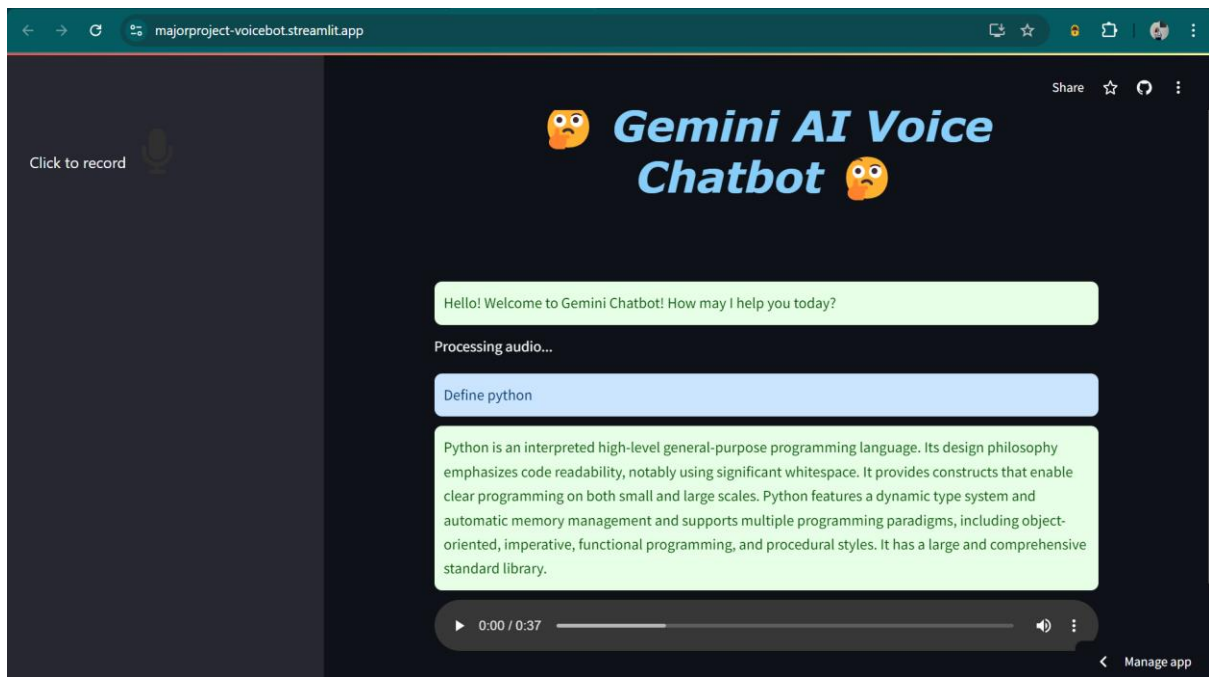 majorproject-voicebot.streamlit.app
Share
Gemini AI Voice
Chatbot
Click to record
Hello! Welcome to Gemini Chatbot! How may I help you today?
Processing audio...
Define python
Python is an interpreted high-level general-purpose programming language. Its design philosophy
emphasizes code readability, notably using significant whitespace. It provides constructs that enable
clear programming on both small and large scales. Python features a dynamic type system and
automatic memory management and supports multiple programming paradigms, including object-
oriented, imperative, functional programming, and procedural styles. It has a large and comprehensive
standard library.
0:00 / 0:37
Manage app